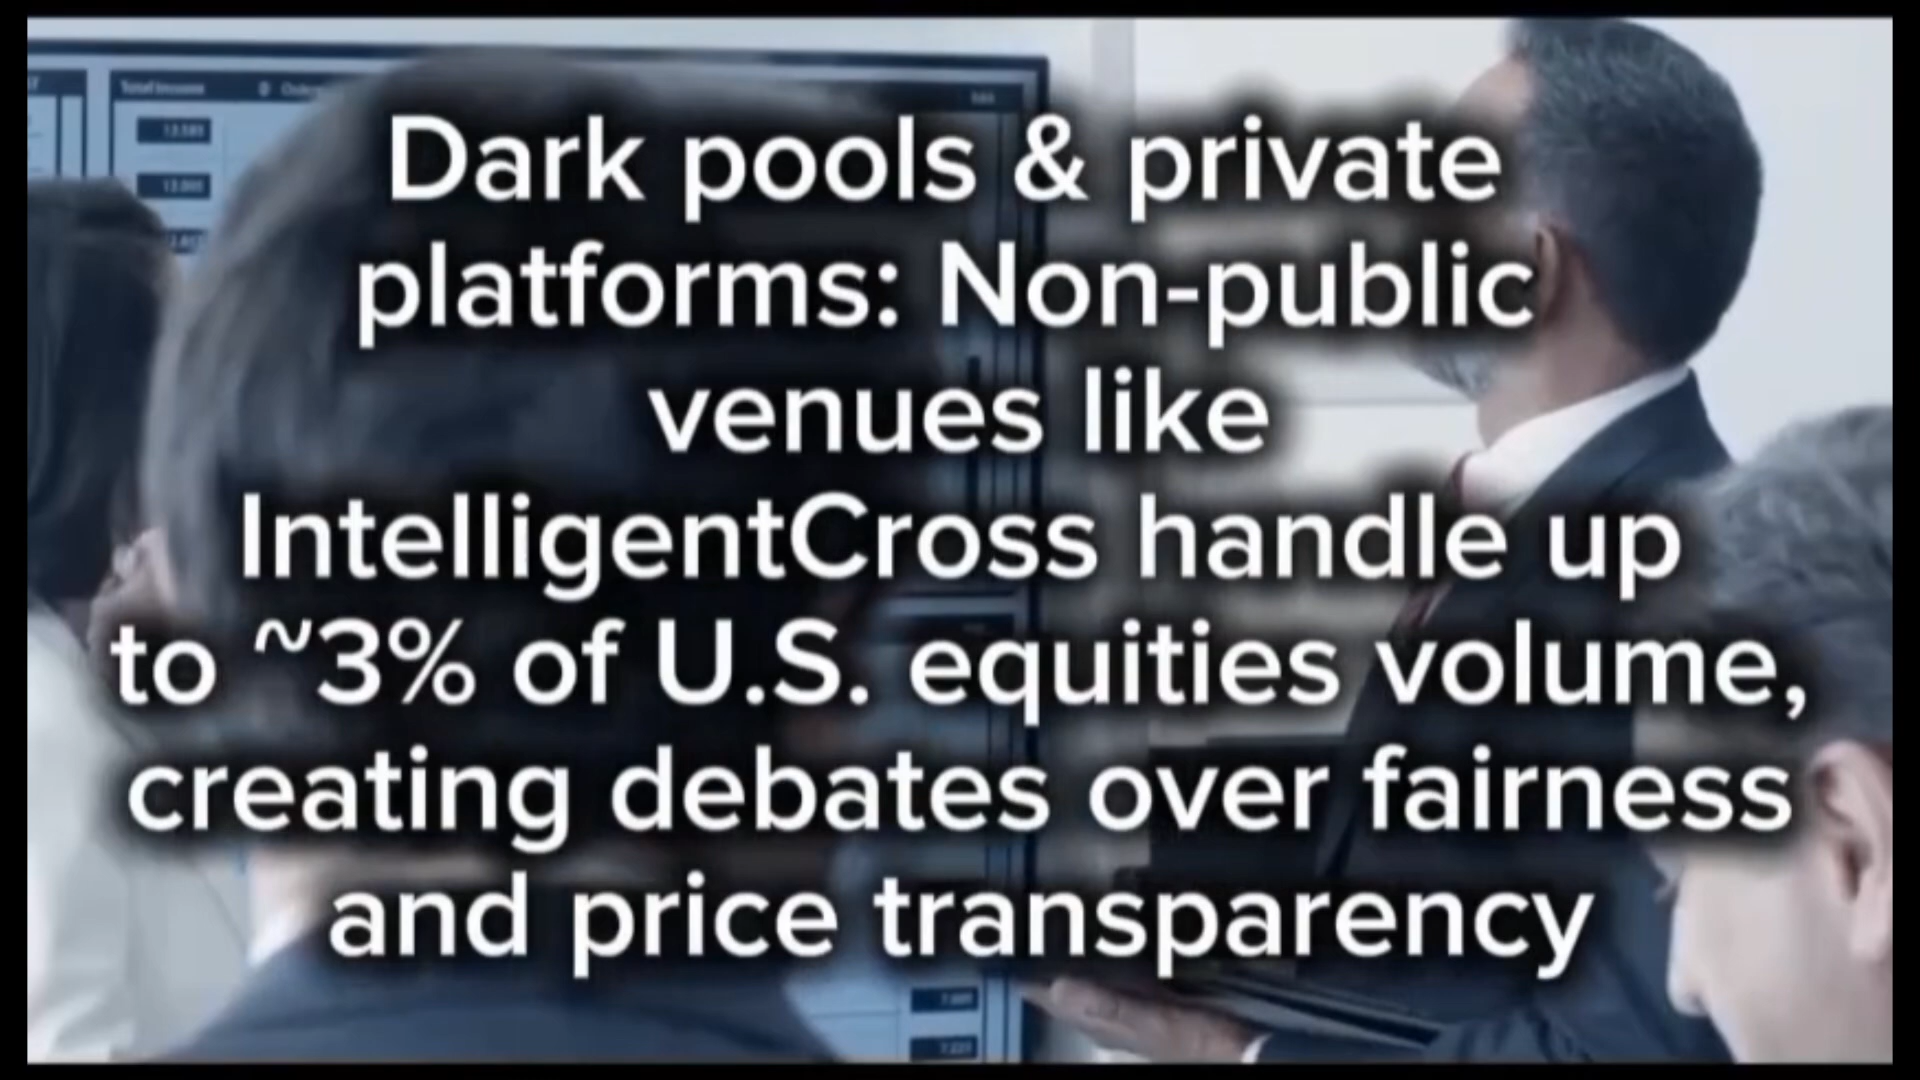 Dark pools & private
platforms: Non-public
venues like
IntelligentCross handle up
to ~3% of U.S. equities volume,
creating debates over fairness
and price transparency